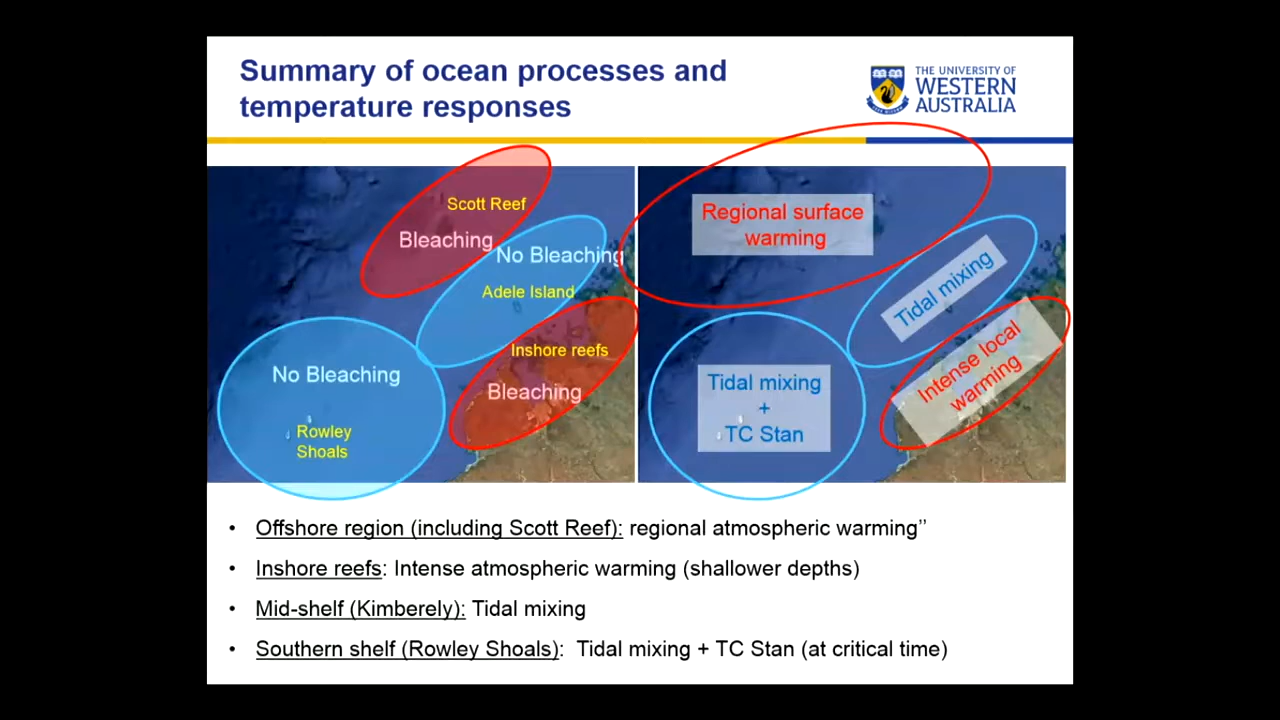 Summary of ocean processes and
temperature responses
THE UNIVERSITY OF
WESTERN
AUSTRALIA
Scott Reef
Bleaching
No Bleaching
Adele Island
Inshore reefs
Bleaching
No Bleaching
Rowley
Shoals
Regional surface
warming
Tidal mixing
Intense local
warming
Tidal mixing
+
TC Stan
• Offshore region (including Scott Reef): regional atmospheric warming’’
• Inshore reefs: Intense atmospheric warming (shallower depths)
• Mid-shelf (Kimberely): Tidal mixing
• Southern shelf (Rowley Shoals): Tidal mixing + TC Stan (at critical time)